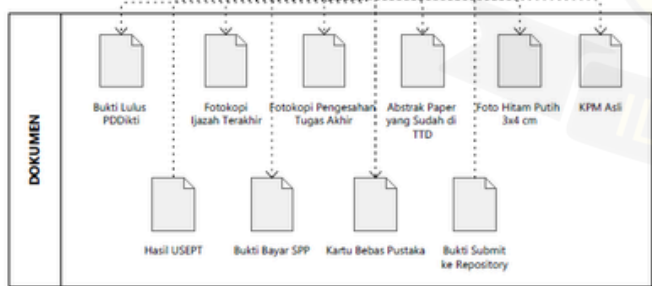 DOKUMEN
Bukti Lulus
PDDikti
Fotokopi
Ijazah Terakhir
Fotokopi Pengesahan
Tugas Akhir
Abstrak Paper
yang Sudah di
TTD
Foto Hitam Putih
3x4 cm
KPM Asli
Hasil USEPT
Bukti Bayar SPP
Kartu Bebas Pustaka
Bukti Submit
ke Repository